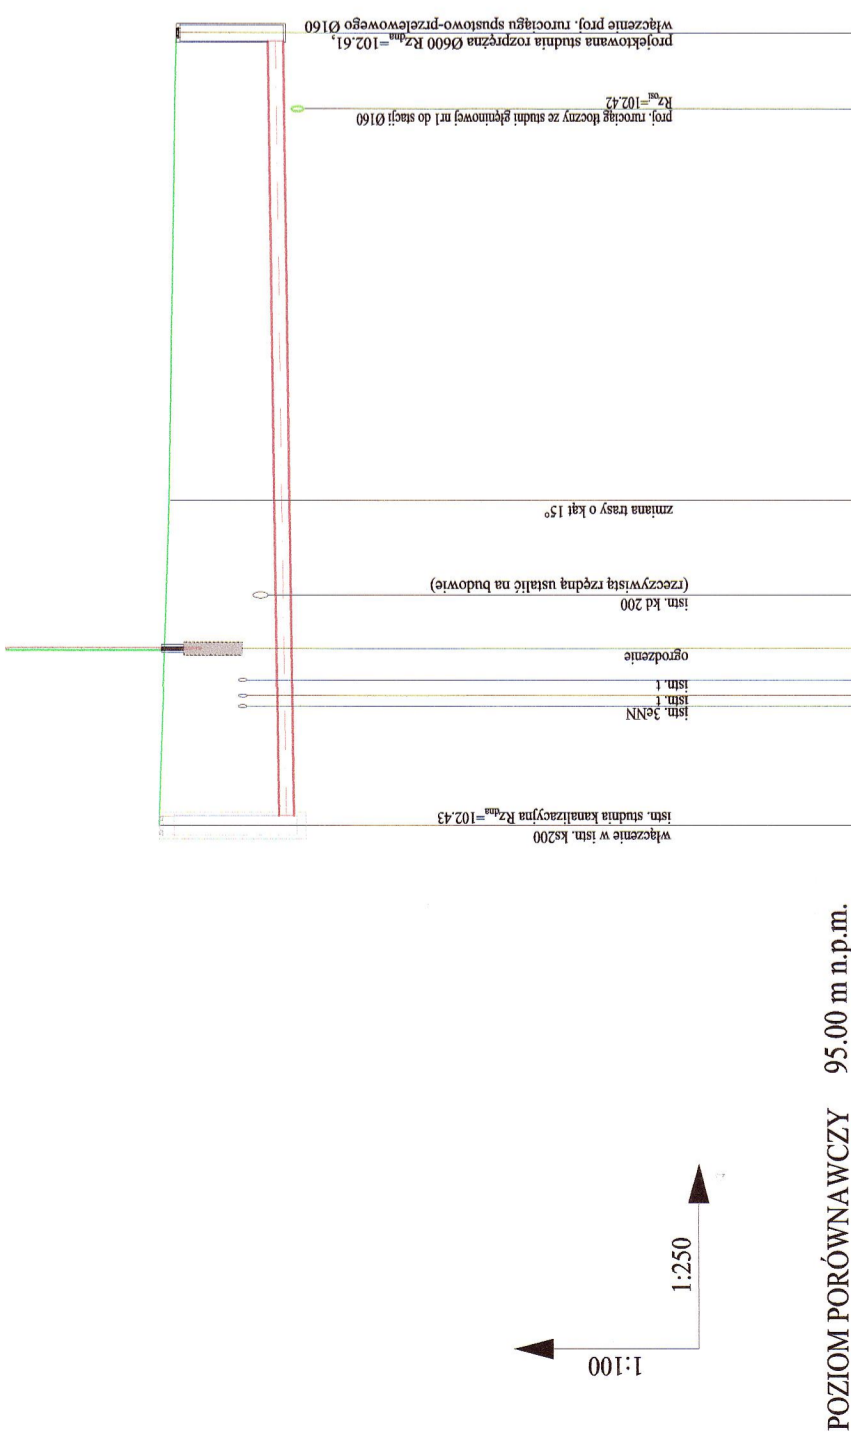 włączenie w istn. ks200
istn. studnia kanalizacyjna Rzdna=102.43
istn. 3eNN
istn. t
istn. t
ogrodzenie
istn. kd 200
(rzeczywistą rzędną ustalić na budowie)
zmiana trasy o kąt 15°
proj. rurociąg tłoczny ze studni głębinowej nr1 do stacji Ø160
Rzosi=102.42
projektowana studnia rozprężna Ø600 Rzdna=102.61,
włączenie proj. rurociągu spustowo-przelewowego Ø160
1:100
1:250
POZIOM PORÓWNAWCZY 95.00 m n.p.m.